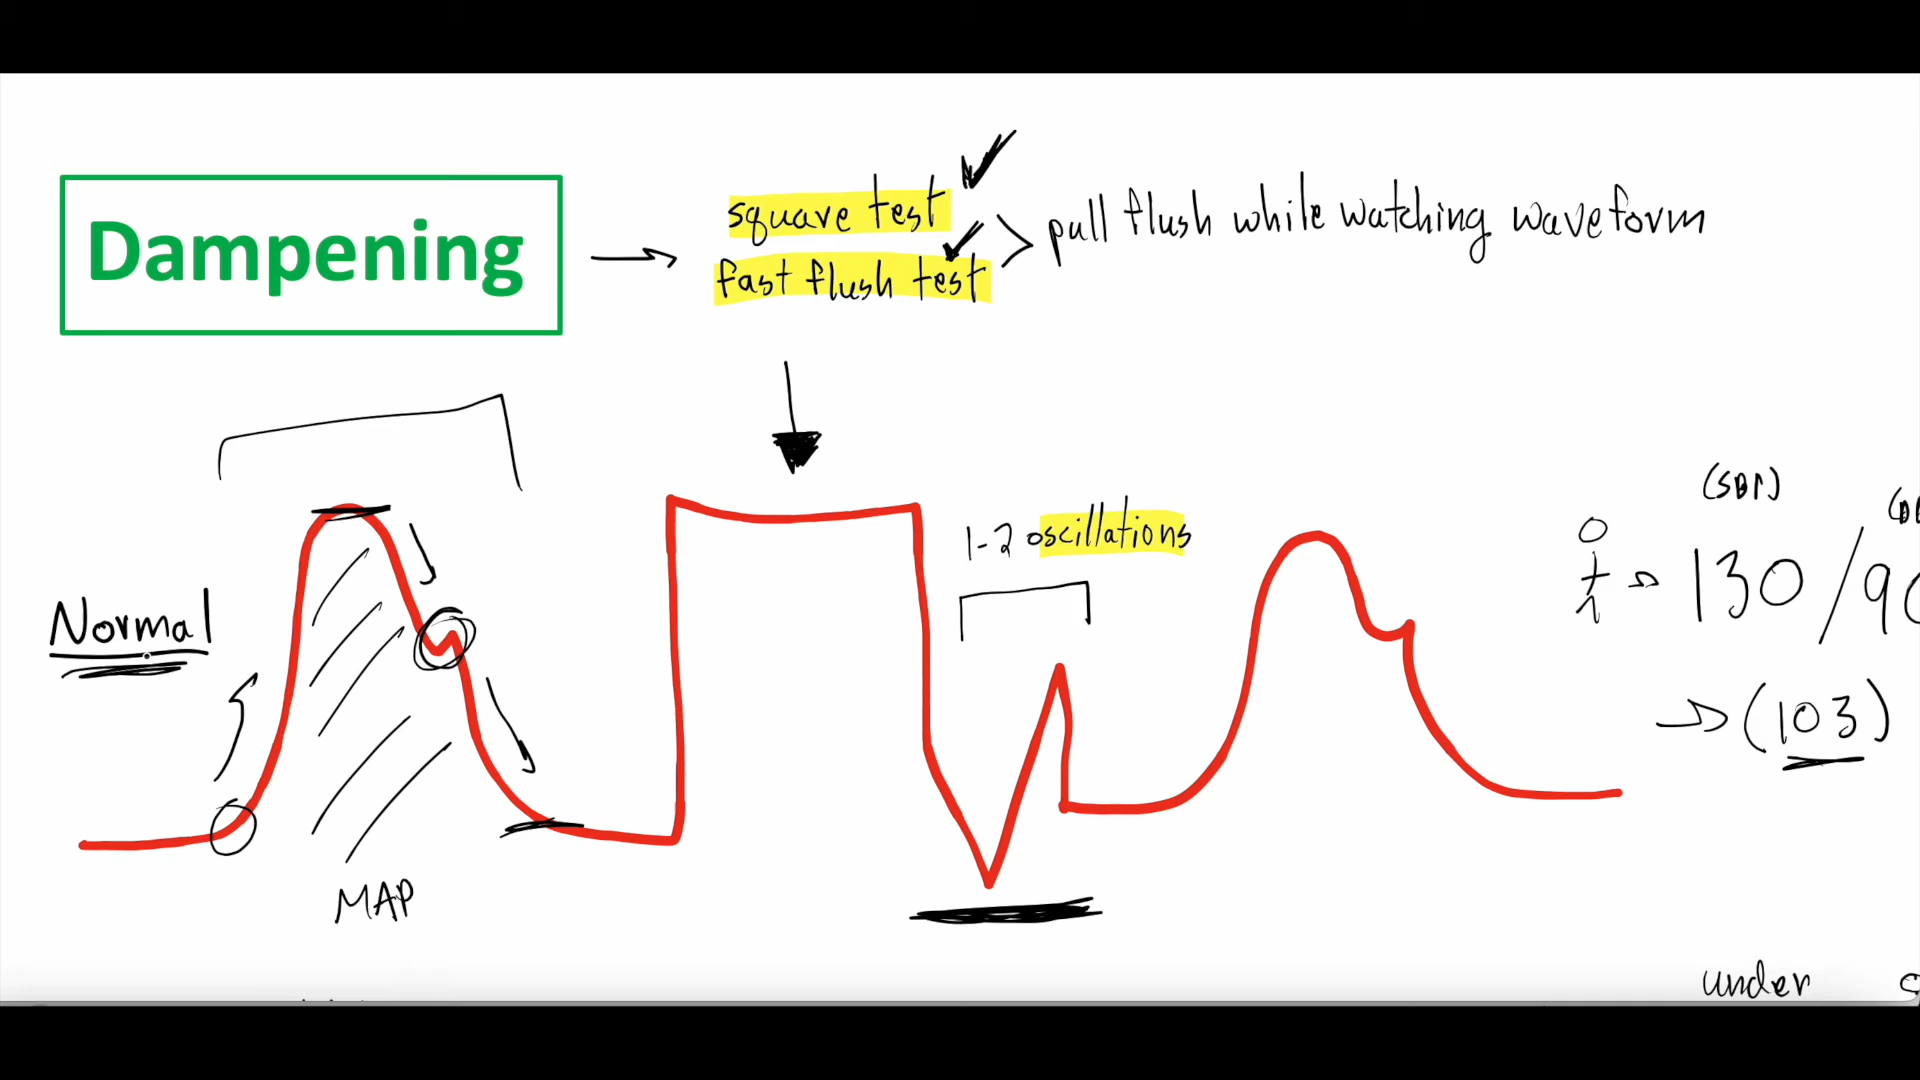 Dampening
square test
fast flush test
pull flush while watching waveform
1-2 oscillations
(SBP)
130/90
(103)
Normal
MAP
under